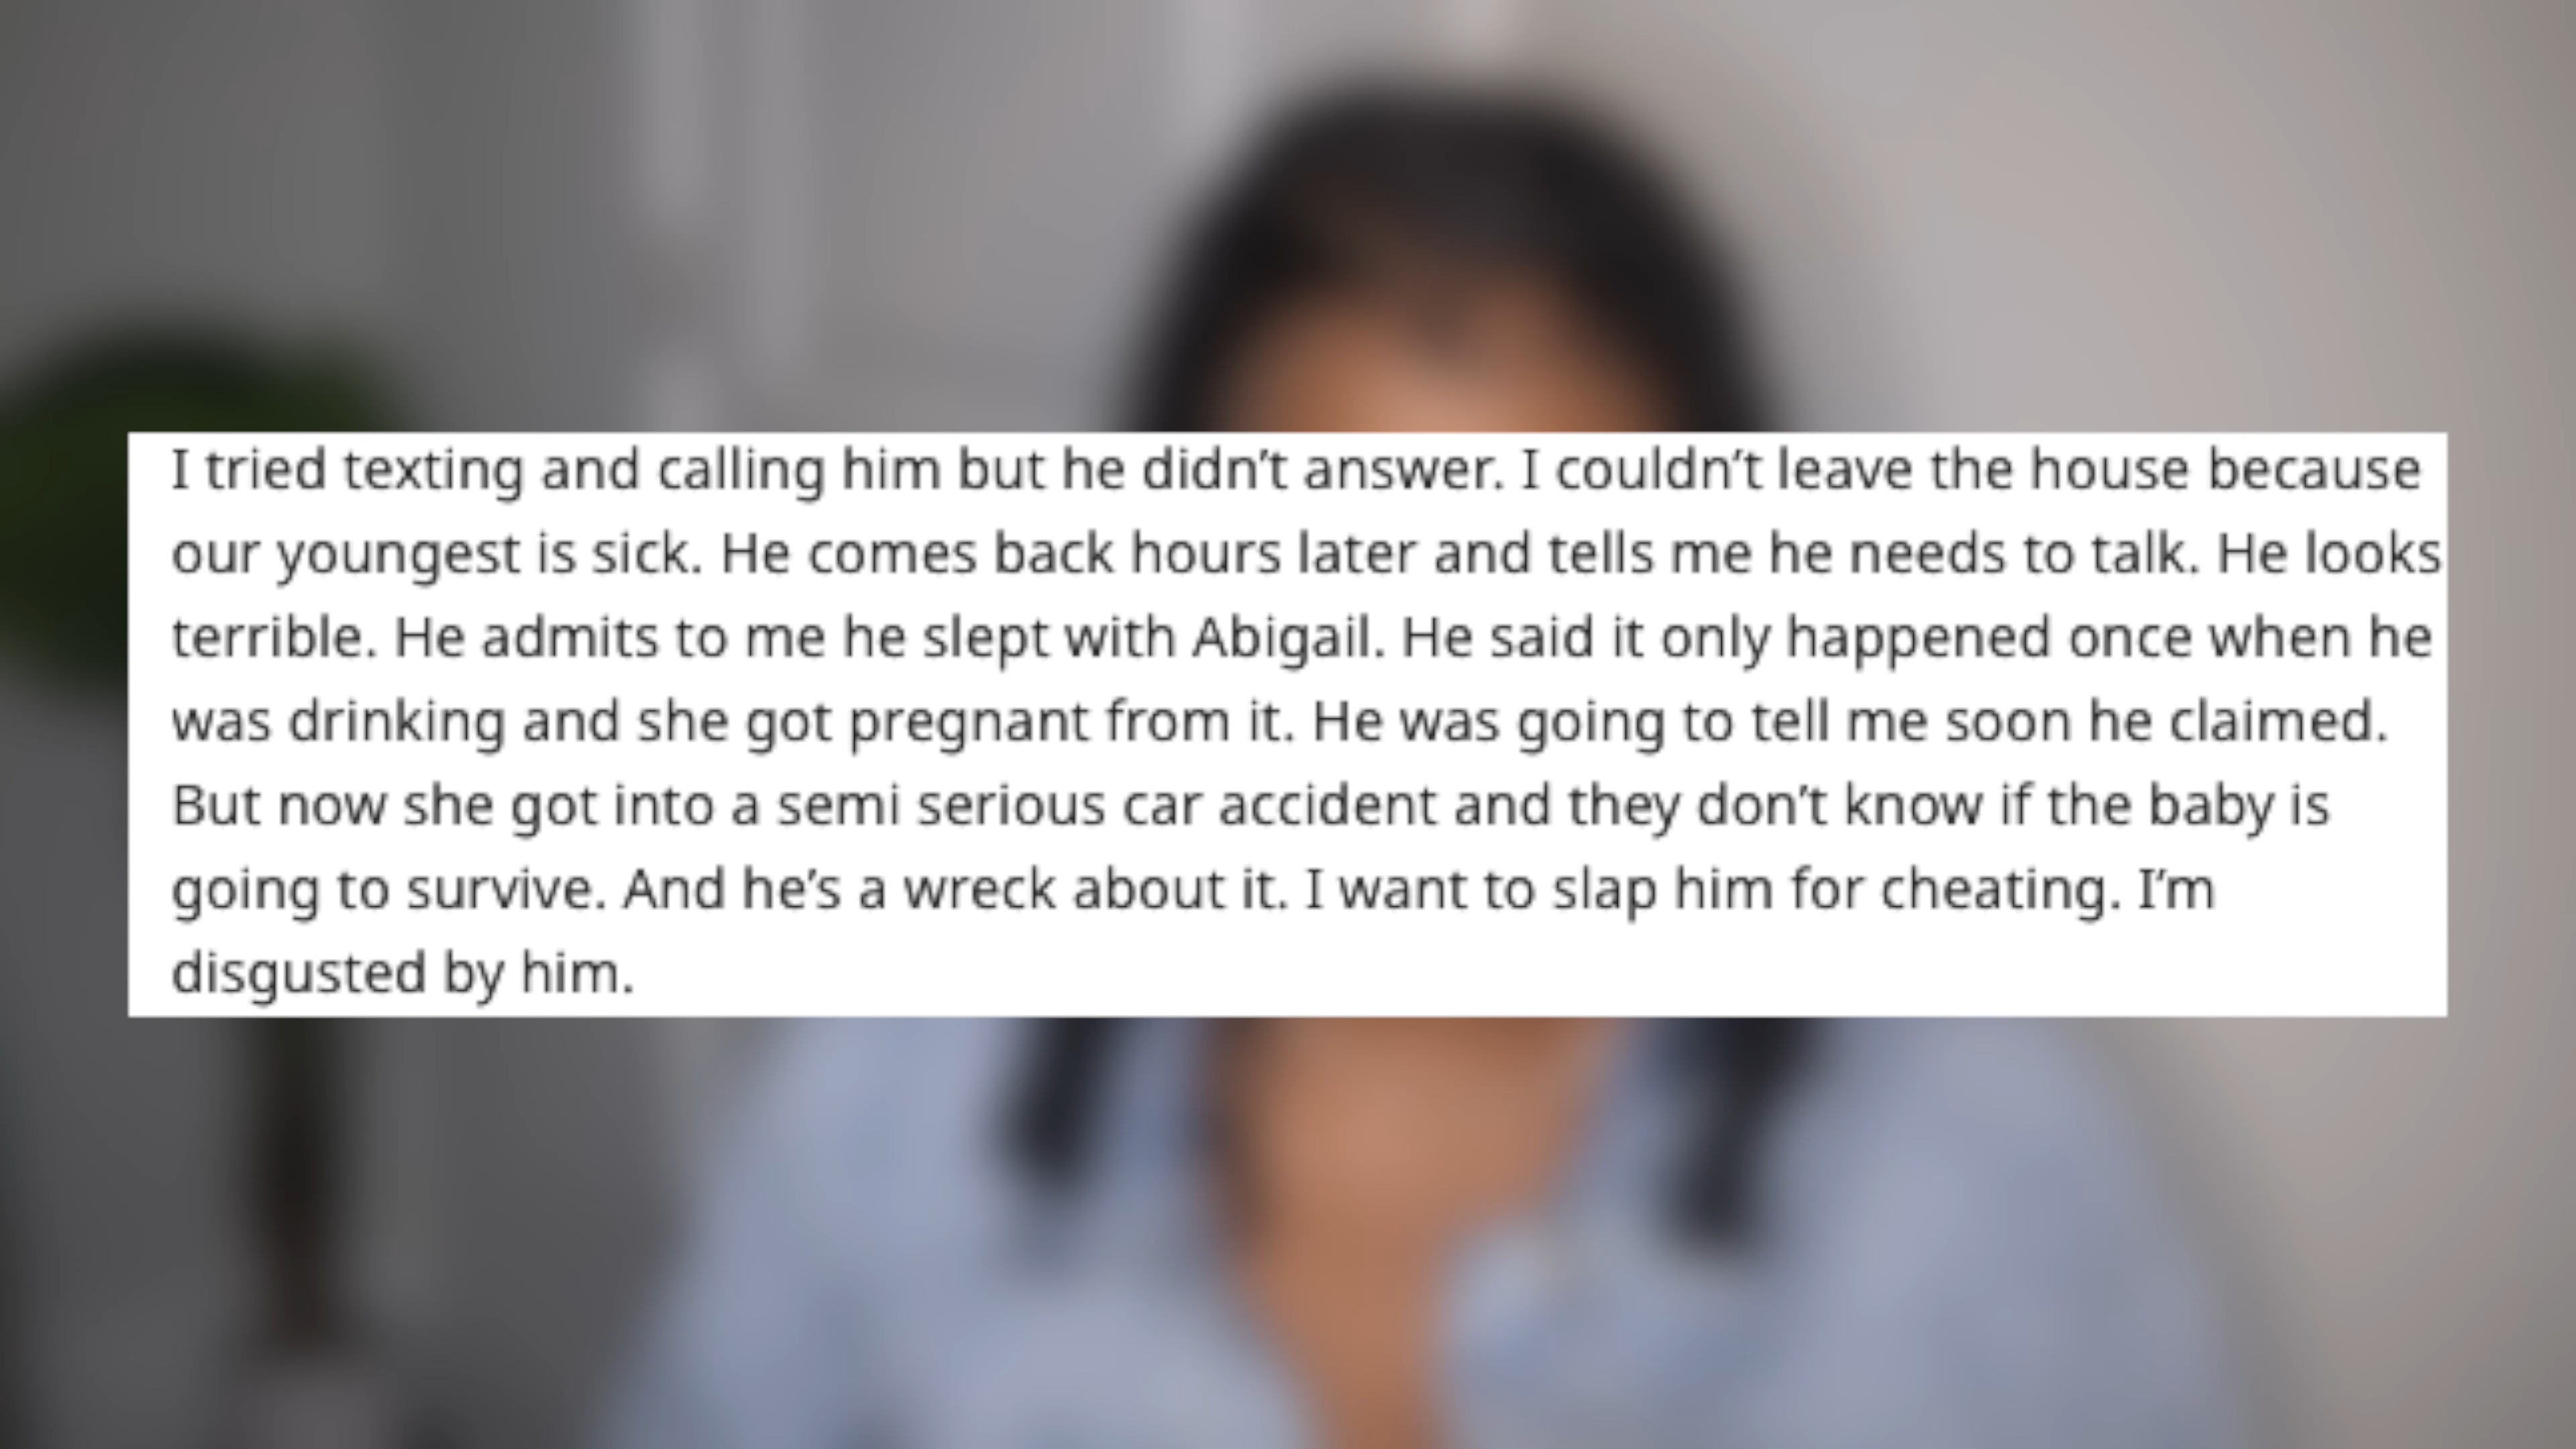 I tried texting and calling him but he didn’t answer. I couldn’t leave the house because
our youngest is sick. He comes back hours later and tells me he needs to talk. He looks
terrible. He admits to me he slept with Abigail. He said it only happened once when he
was drinking and she got pregnant from it. He was going to tell me soon he claimed.
But now she got into a semi serious car accident and they don’t know if the baby is
going to survive. And he’s a wreck about it. I want to slap him for cheating. I’m
disgusted by him.